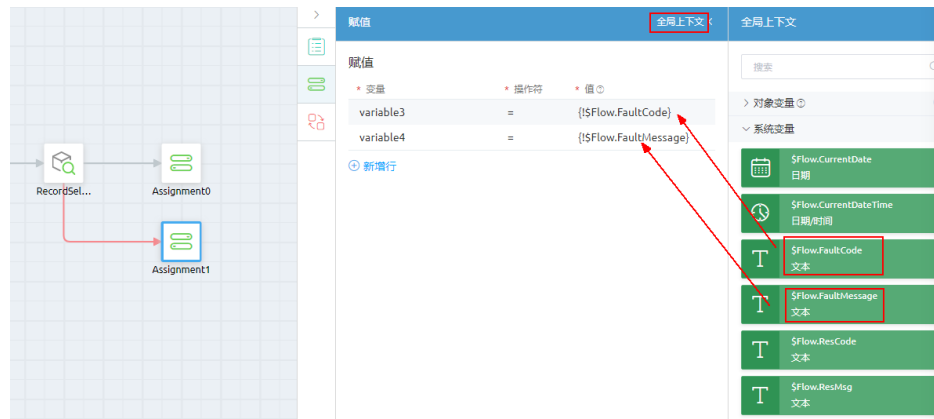 RecordSel...
Assignment0
Assignment1
赋值
全局上下文
赋值
* 变量
* 操作符
* 值
variable3
=
{!$Flow.FaultCode}
variable4
=
{!$Flow.FaultMessage}
新增行
全局上下文
搜索
对象变量
系统变量
$Flow.CurrentDate
日期
$Flow.CurrentDateTime
日期/时间
$Flow.FaultCode
文本
$Flow.FaultMessage
文本
$Flow.ResCode
文本
$Flow.ResMsg
文本